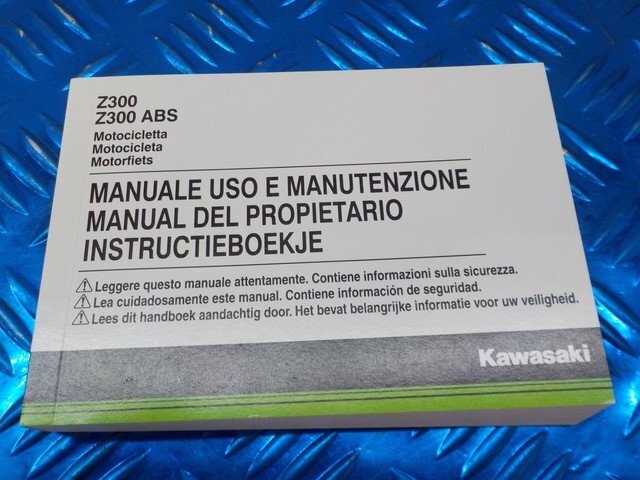 Z300
Z300 ABS
Motocicletta
Motocicleta
Motorfiets
MANUALE USO E MANUTENZIONE
MANUAL DEL PROPIETARIO
INSTRUCTIEBOEKJE
Leggere questo manuale attentamente. Contiene informazioni sulla sicurezza.
Lea cuidadosamente este manual. Contiene información de seguridad.
Lees dit handboek aandachtig door. Het bevat belangrijke informatie voor uw veiligheid.
Kawasaki